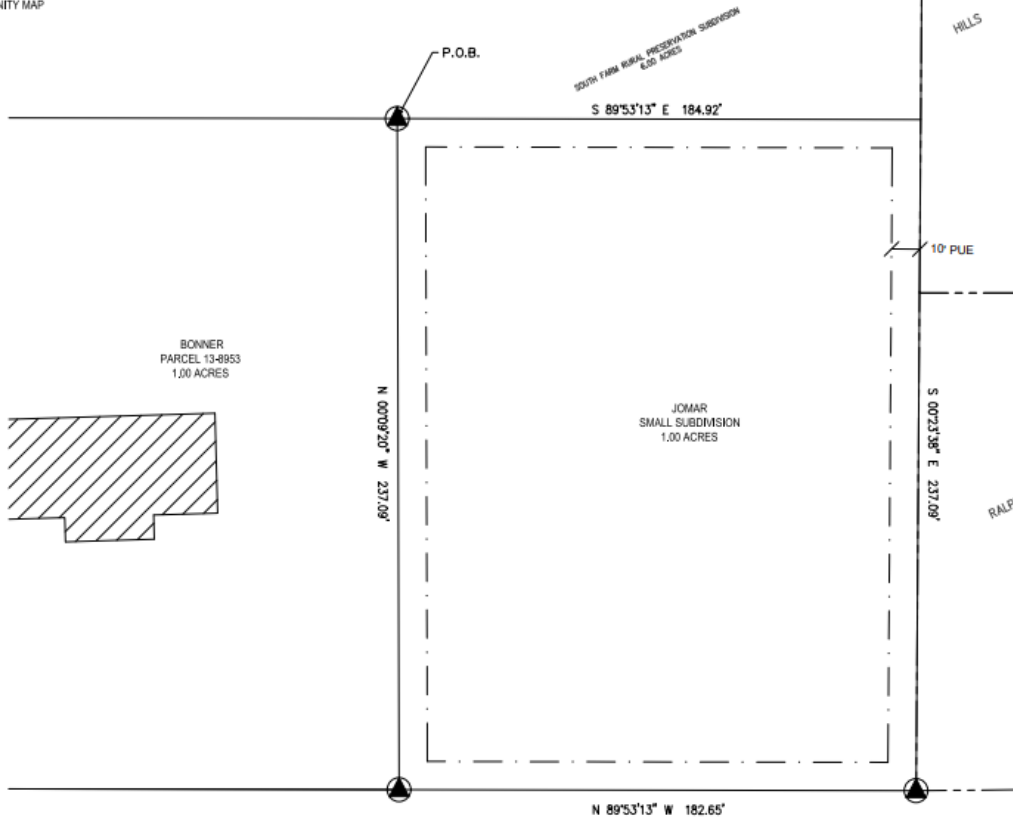 NITY MAP
HILLS
P.O.B.
SOUTH FARM RURAL PRESERVATION SUBDIVISION
6.00 ACRES
S 89°53'13" E 184.92'
10' PUE
BONNER
PARCEL 13-8953
1.00 ACRES
N 00°09'20" W 237.09'
JOMAR
SMALL SUBDIVISION
1.00 ACRES
S 00°23'38" E 237.09'
RALP
N 89°53'13" W 182.65'